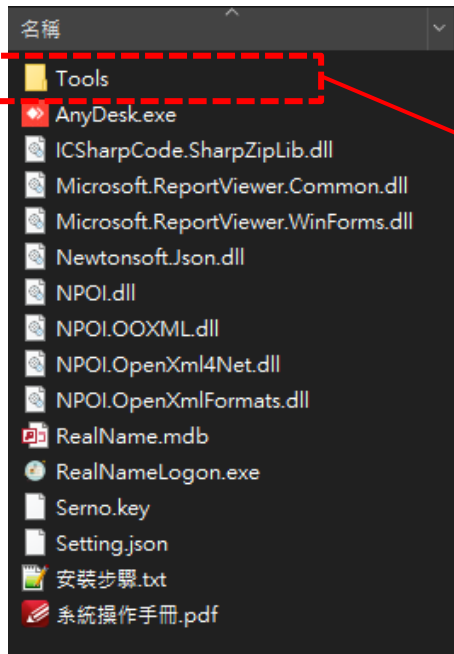 名稱
Tools
AnyDesk.exe
ICSharpCode.SharpZipLib.dll
Microsoft.ReportViewer.Common.dll
Microsoft.ReportViewer.WinForms.dll
Newtonsoft.Json.dll
NPOI.dll
NPOI.OOXML.dll
NPOI.OpenXml4Net.dll
NPOI.OpenXmlFormats.dll
RealName.mdb
RealNameLogon.exe
Serno.key
Setting.json
安裝步驟.txt
系統操作手冊.pdf